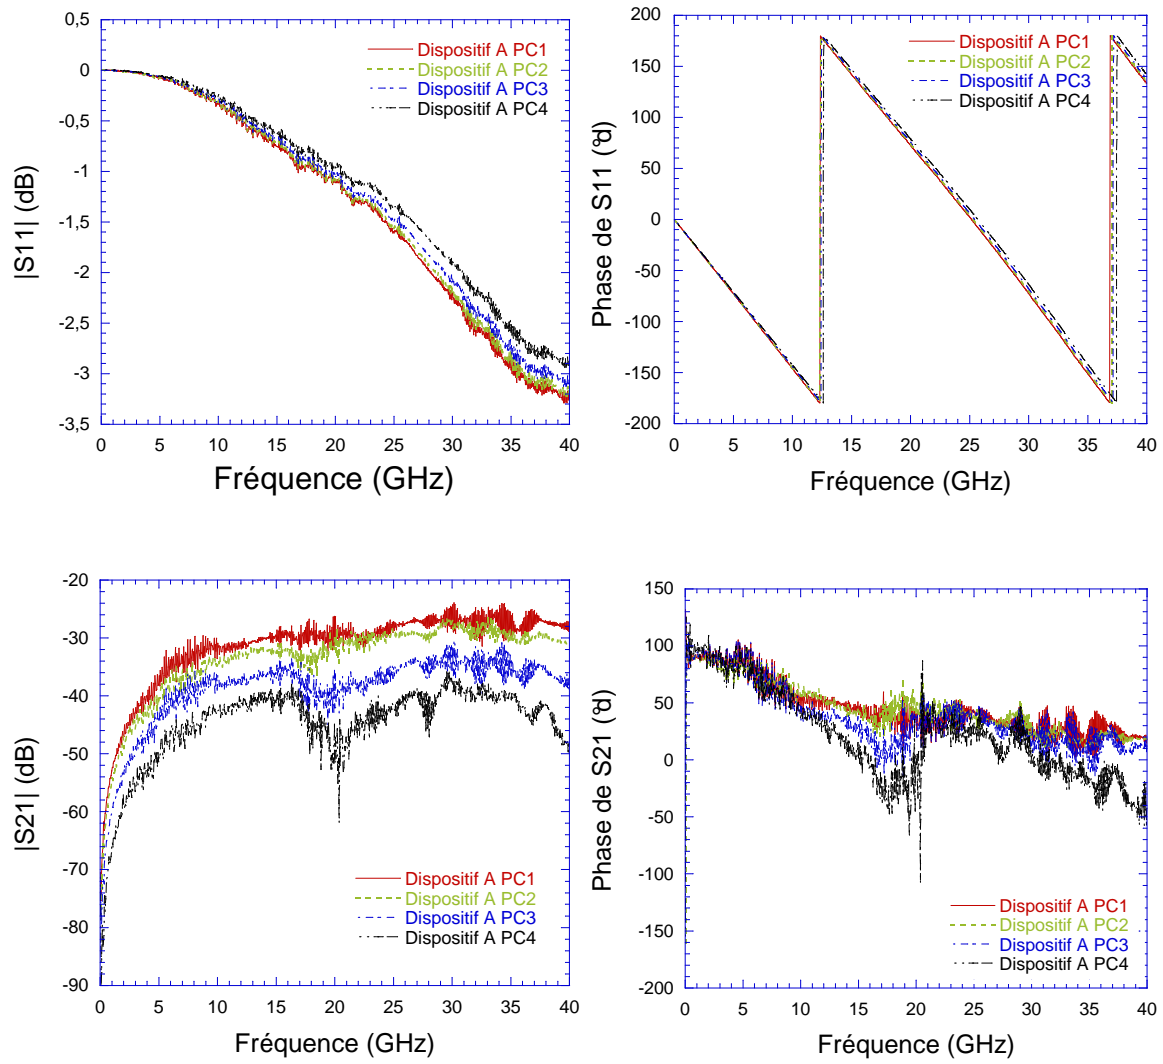 0,5
0
-0,5
-1
-1,5
-2
-2,5
-3
-3,5
0 5 10 15 20 25 30 35 40
|S11| (dB)
Fréquence (GHz)
Dispositif A PC1
Dispositif A PC2
Dispositif A PC3
Dispositif A PC4
200
150
100
50
0
-50
-100
-150
-200
0 5 10 15 20 25 30 35 40
Phase de S11 (°d)
Fréquence (GHz)
Dispositif A PC1
Dispositif A PC2
Dispositif A PC3
Dispositif A PC4
-20
-30
-40
-50
-60
-70
-80
-90
0 5 10 15 20 25 30 35 40
|S21| (dB)
Fréquence (GHz)
Dispositif A PC1
Dispositif A PC2
Dispositif A PC3
Dispositif A PC4
150
100
50
0
-50
-100
-150
-200
0 5 10 15 20 25 30 35 40
Phase de S21 (°d)
Fréquence (GHz)
Dispositif A PC1
Dispositif A PC2
Dispositif A PC3
Dispositif A PC4